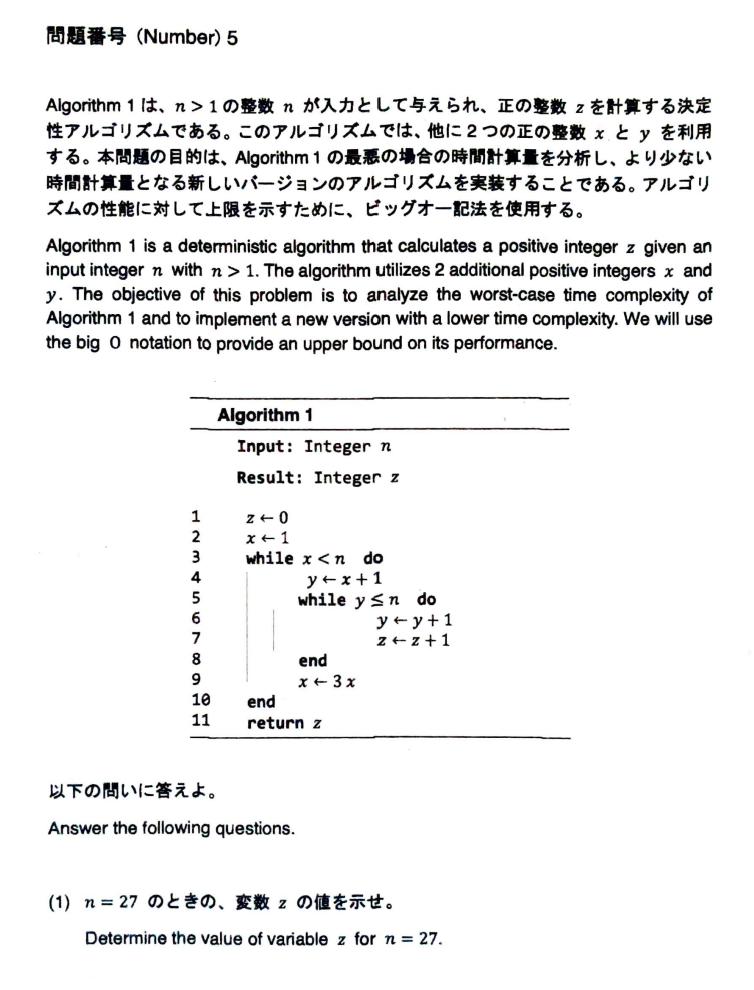 問題番号 (Number) 5
Algorithm 1 は、n > 1 の整数 n が入力として与えられ、正の整数 z を計算する決定
性アルゴリズムである。このアルゴリズムでは、他に 2 つの正の整数 x と y を利用
する。本問題の目的は、Algorithm 1 の最悪の場合の時間計算量を分析し、より少ない
時間計算量となる新しいバージョンのアルゴリズムを実装することである。アルゴリ
ズムの性能に対して上限を示すために、ビッグオー記法を使用する。
Algorithm 1 is a deterministic algorithm that calculates a positive integer z given an
input integer n with n > 1. The algorithm utilizes 2 additional positive integers x and
y. The objective of this problem is to analyze the worst-case time complexity of
Algorithm 1 and to implement a new version with a lower time complexity. We will use
the big O notation to provide an upper bound on its performance.
Algorithm 1
Input: Integer n
Result: Integer z
1 z ← 0
2 x ← 1
3 while x < n do
4 y ← x + 1
5 while y ≤ n do
6 y ← y + 1
7 z ← z + 1
8 end
9 x ← 3 x
10 end
11 return z
以下の問いに答えよ。
Answer the following questions.
(1) n = 27 のときの、変数 z の値を示せ。
Determine the value of variable z for n = 27.